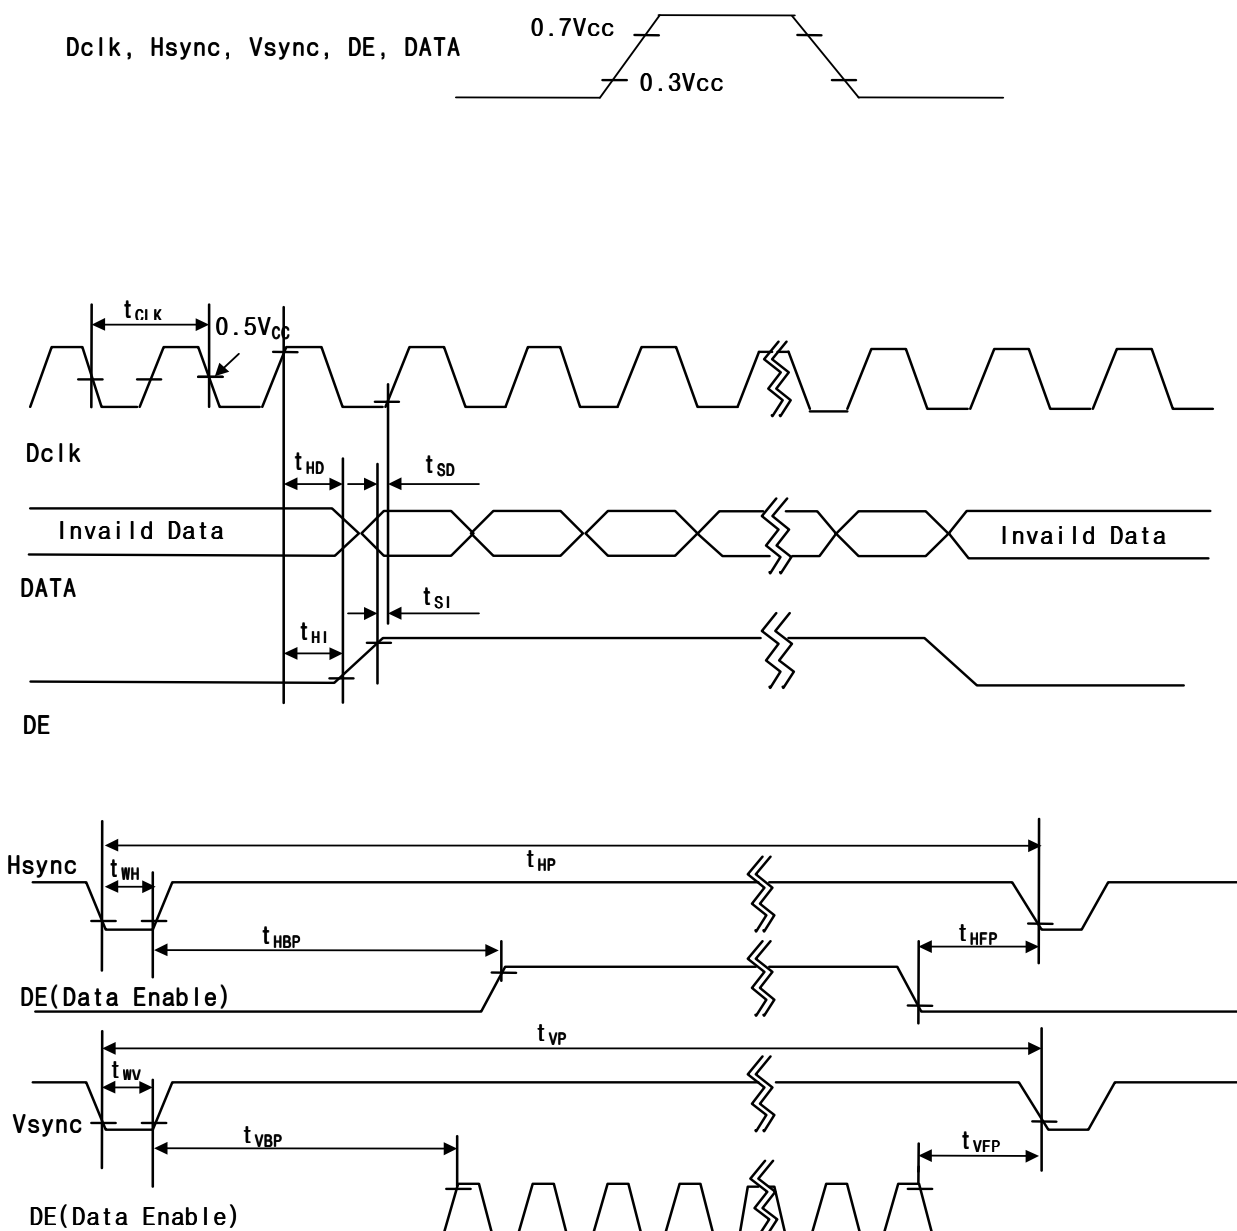 0.7Vcc
Dclk, Hsync, Vsync, DE, DATA
0.3Vcc
tCLK
0.5VCC
Dclk
tHD
tSD
Invaild Data
Invaild Data
DATA
tSI
tHI
DE
Hsync
tWH
tHP
tHBP
tHFP
DE(Data Enable)
tVP
tWV
Vsync
tVBP
tVFP
DE(Data Enable)